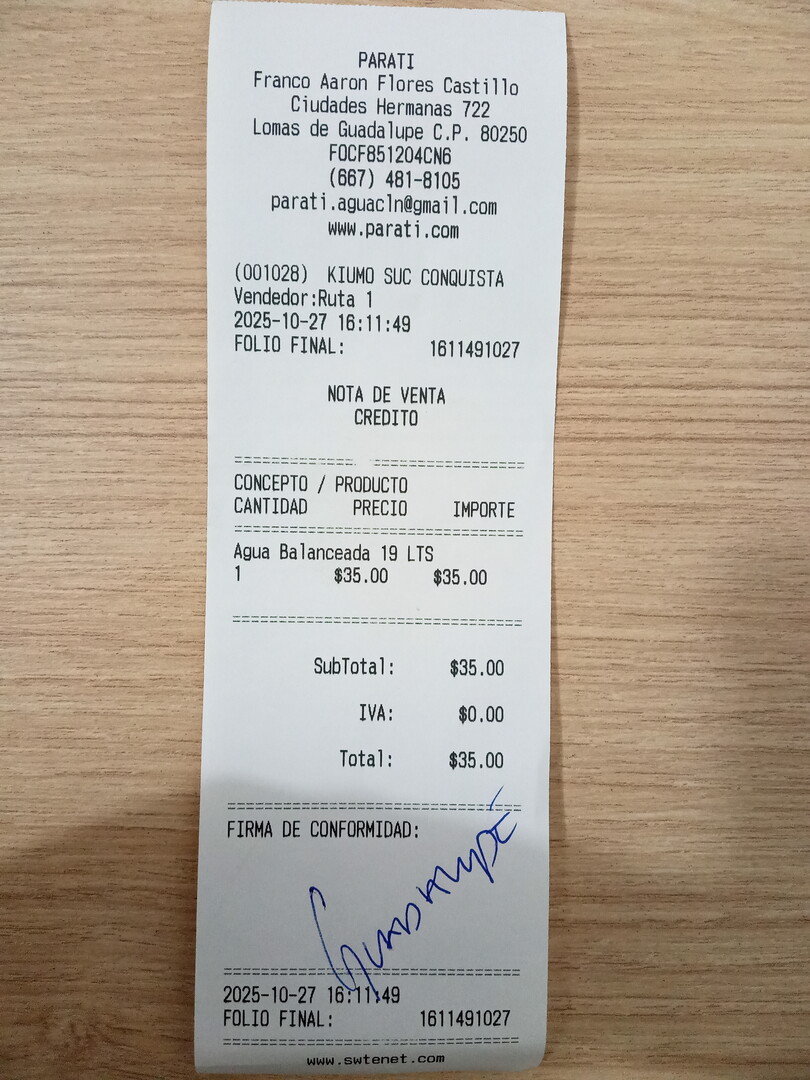 PARATI
Franco Aaron Flores Castillo
Ciudades Hermanas 722
Lomas de Guadalupe C.P. 80250
FOCF851204CN6
(667) 481-8105
parati.aguacln@gmail.com
www.parati.com
(001028) KIUMO SUC CONQUISTA
Vendedor:Ruta 1
2025-10-27 16:11:49
FOLIO FINAL: 1611491027
NOTA DE VENTA
CREDITO
CONCEPTO / PRODUCTO
CANTIDAD PRECIO IMPORTE
Agua Balanceada 19 LTS
1 $35.00 $35.00
SubTotal: $35.00
IVA: $0.00
Total: $35.00
FIRMA DE CONFORMIDAD:
GUADALUPE
2025-10-27 16:11:49
FOLIO FINAL: 1611491027
www.swtenet.com